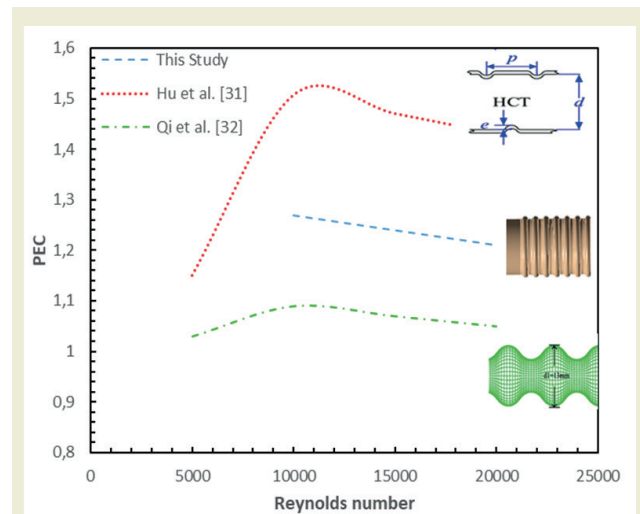 1,6
1,5
1,4
1,3
1,2
1,1
1
0,9
0,8
PEC
This Study
Hu et al. [31]
Qi et al. [32]
p
HCT
d
e
0
5000
10000
15000
20000
25000
Reynolds number